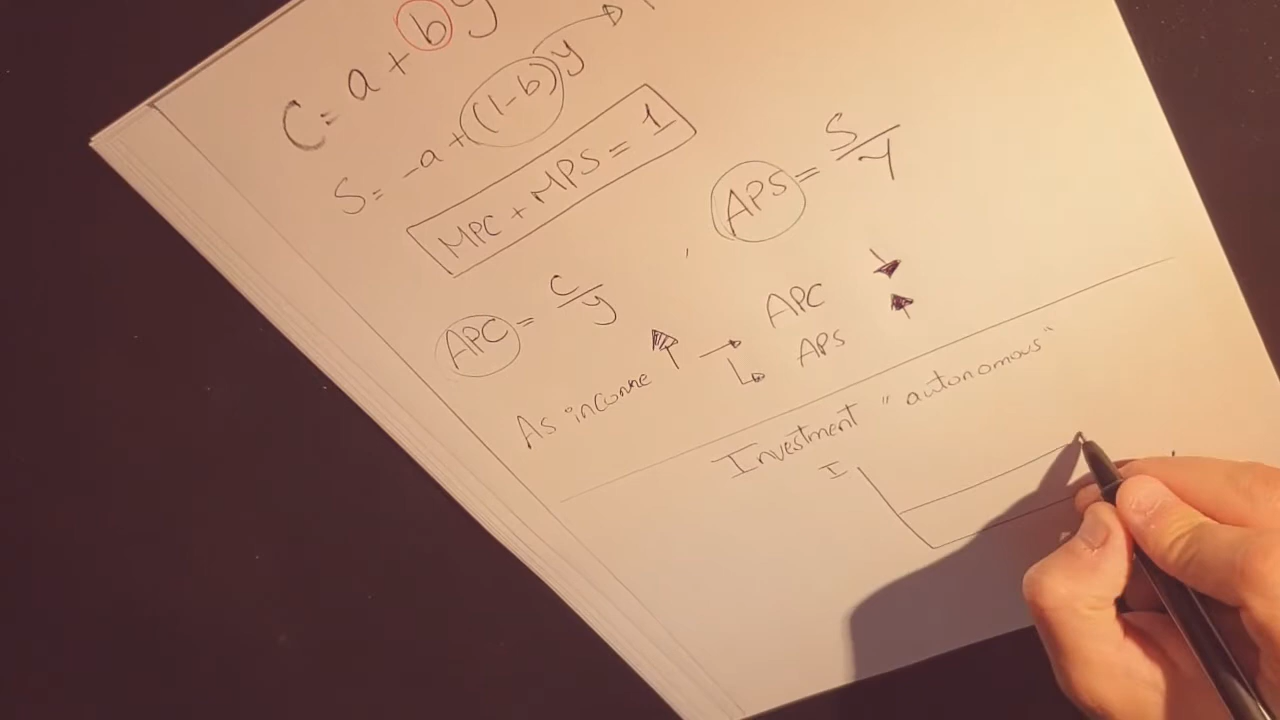 C = a + by
S = -a + (1-b)y
MPC + MPS = 1
APC = C/y , APS = S/Y
As income ↑ → APC ↓
↳ APS ↑
Investment "autonomous"
I